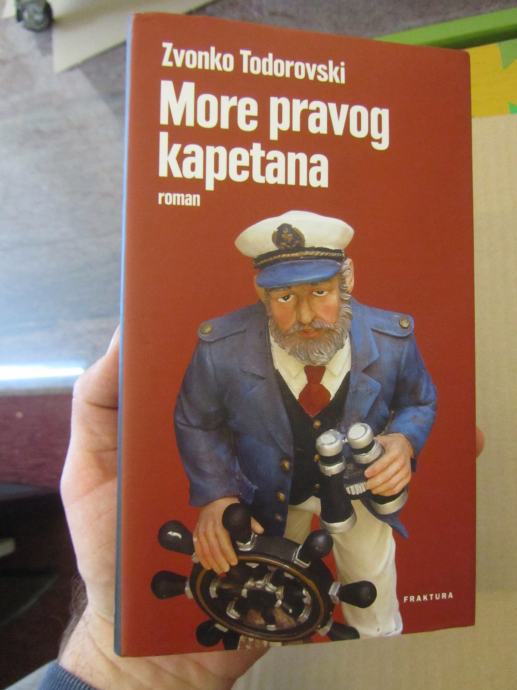 Zvonko Todorovski
More pravog
kapetana
roman
FRAKTURA